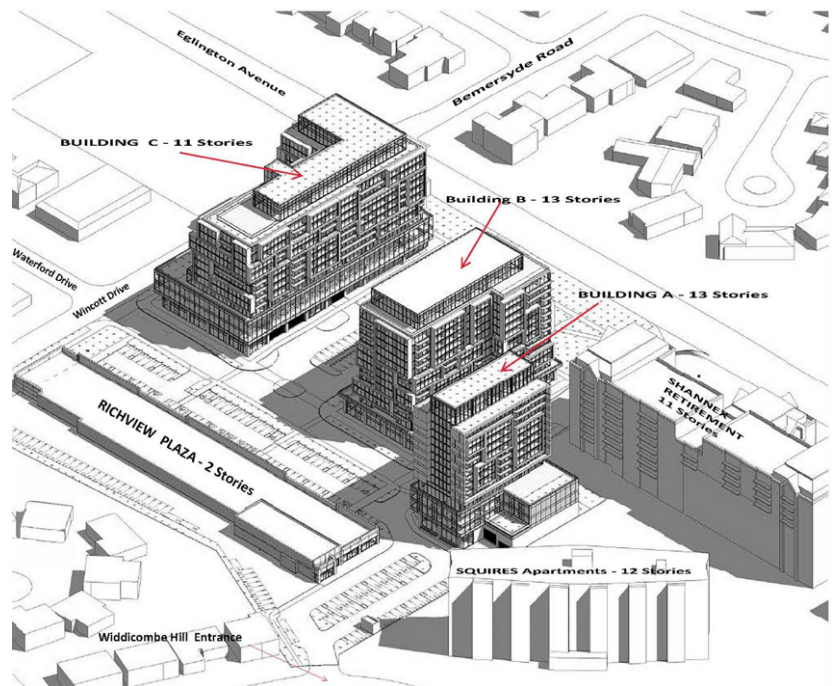 Eglington Avenue
Bemersyde Road
BUILDING C - 11 Stories
Building B - 13 Stories
Waterford Drive
Wincott Drive
BUILDING A - 13 Stories
SHANNEX
RETIREMENT
11 Stories
RICHVIEW PLAZA - 2 Stories
SQUIRES Apartments - 12 Stories
Widdicombe Hill Entrance